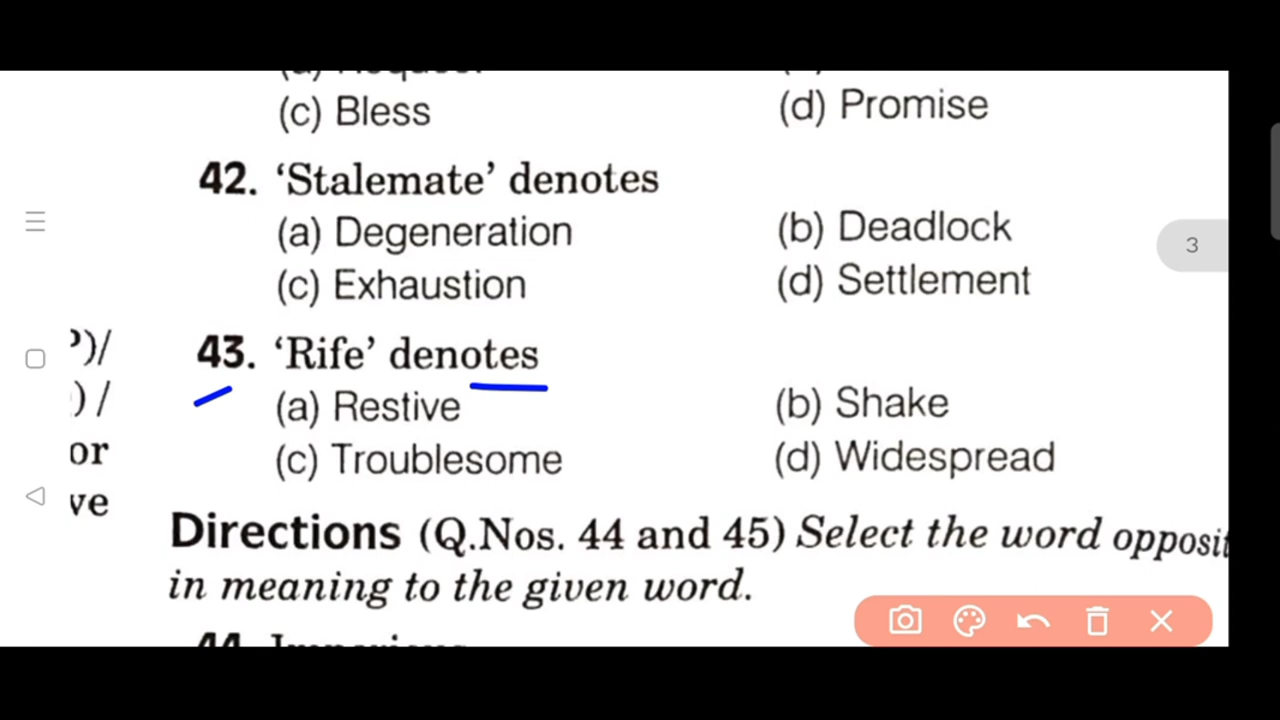 (c) Bless (d) Promise
42. ‘Stalemate’ denotes
(a) Degeneration (b) Deadlock
(c) Exhaustion (d) Settlement
3
43. ‘Rife’ denotes
(a) Restive (b) Shake
(c) Troublesome (d) Widespread
)/
) /
or
ve
Directions (Q.Nos. 44 and 45) Select the word opposit
in meaning to the given word.